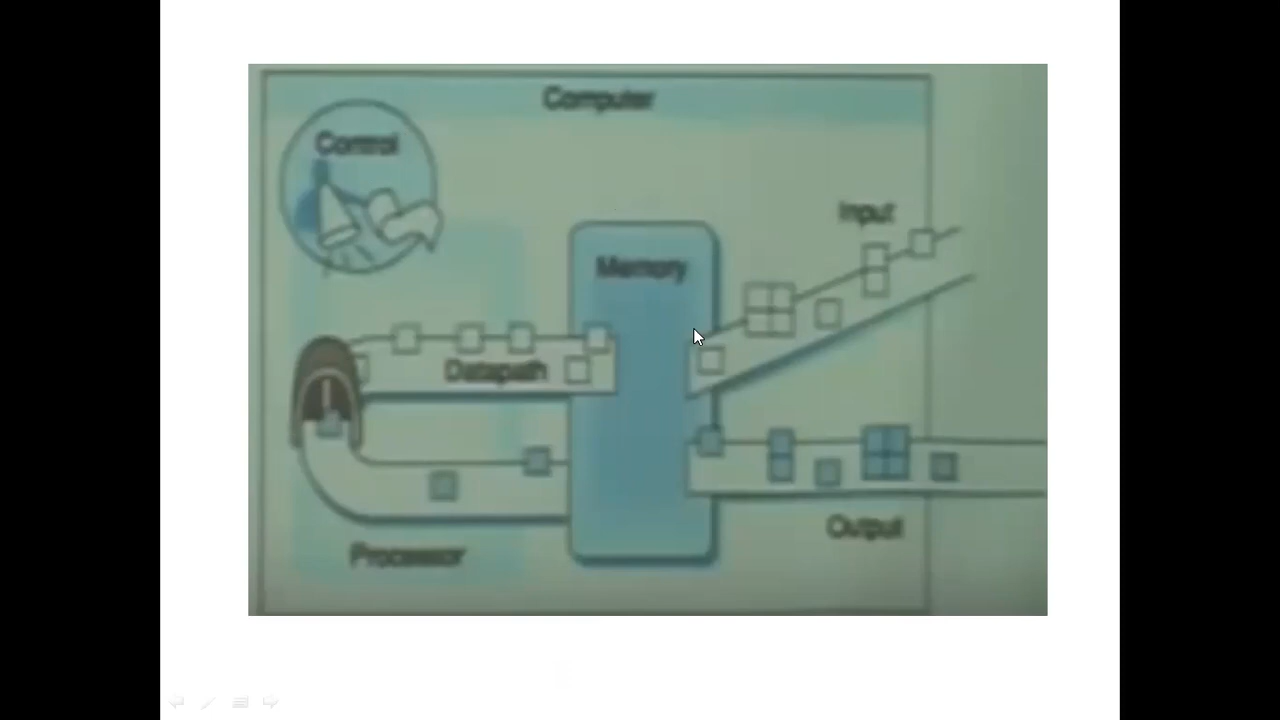 Computer
Control
Input
Memory
Datapath
Output
Processor